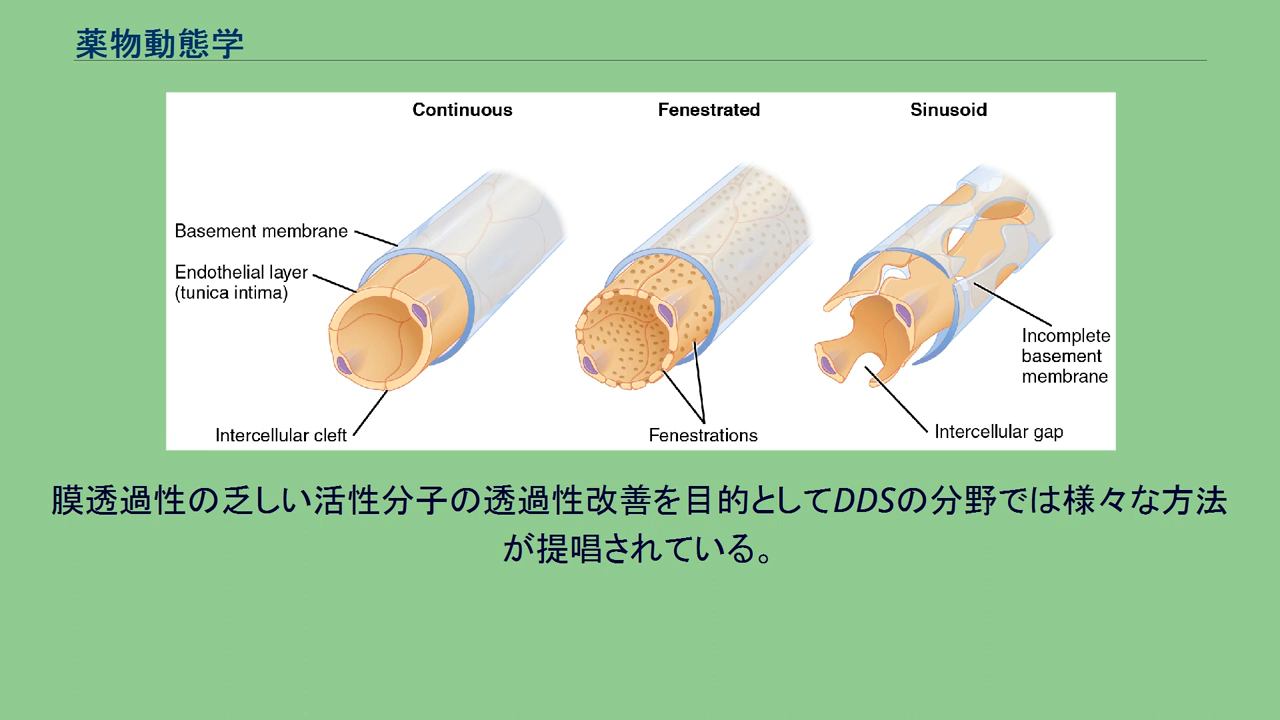 薬物動態学
Continuous
Fenestrated
Sinusoid
Basement membrane
Endothelial layer
(tunica intima)
Intercellular cleft
Fenestrations
Incomplete
basement
membrane
Intercellular gap
膜透過性の乏しい活性分子の透過性改善を目的としてDDSの分野では様々な方法
が提唱されている。